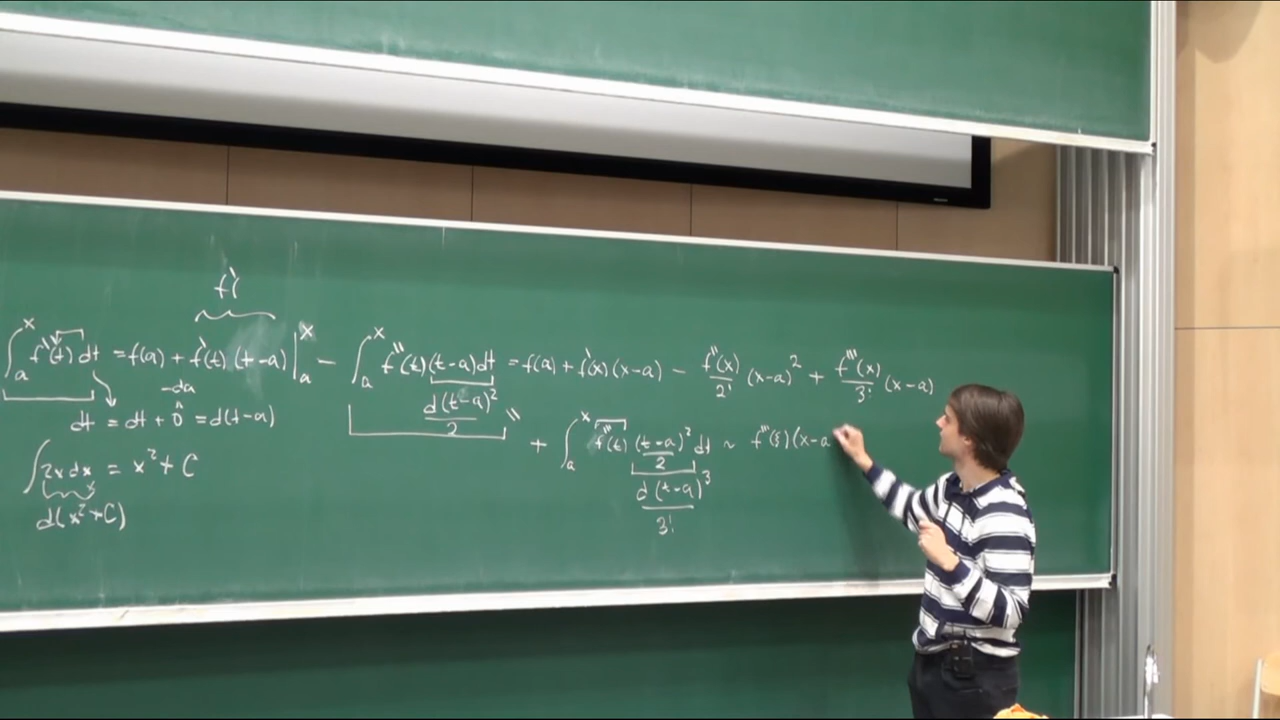 f'
∫ₐˣ f'(t) dt = f(a) + f'(t) (t-a) |ₐˣ - ∫ₐˣ f''(t)(t-a)dt = f(a) + f'(x)(x-a) - f''(x)/2! (x-a)² + f'''(x)/3! (x-a)
-da
d(t-a)²/2
dt = dt + 0 = d(t-a)
+ ∫ₐˣ f'''(t) (t-a)²/2 dt ~ f'''(ξ)(x-a
∫ 2x dx = x² + C
d(t-a)³/3!
d(x²+C)